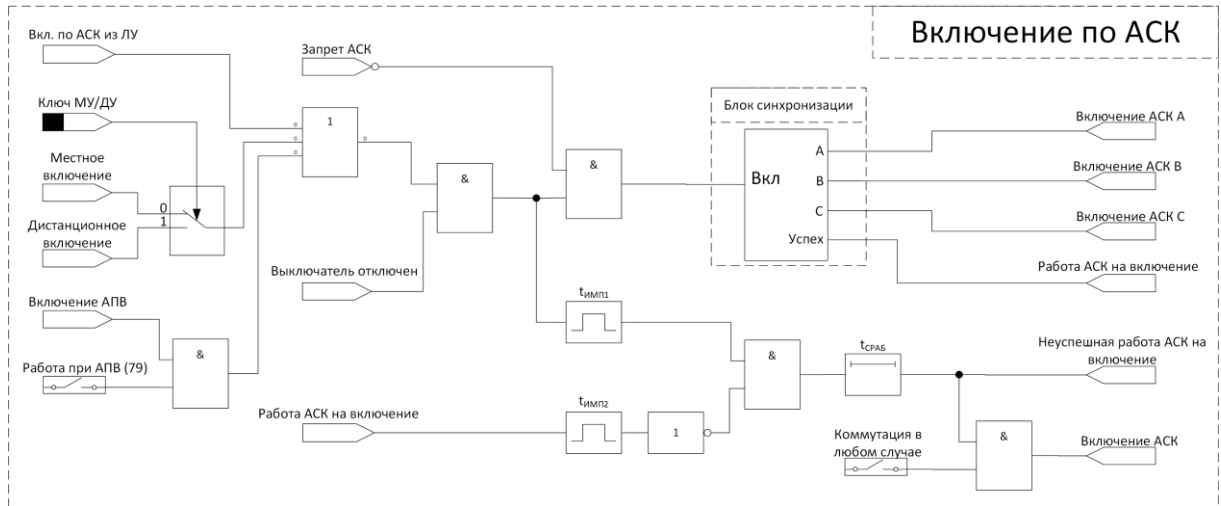 Включение по АСК
Вкл. по АСК из ЛУ
Запрет АСК
Ключ МУ/ДУ
1
Местное
включение
0
1
Дистанционное
включение
&
&
Выключатель отключен
Блок синхронизации
Вкл
A
B
C
Успех
Включение АСК А
Включение АСК В
Включение АСК С
Работа АСК на включение
Включение АПВ
&
Работа при АПВ (79)
tИМП1
&
tСРАБ
Неуспешная работа АСК на
включение
Работа АСК на включение
tИМП2
1
Коммутация в
любом случае
&
Включение АСК